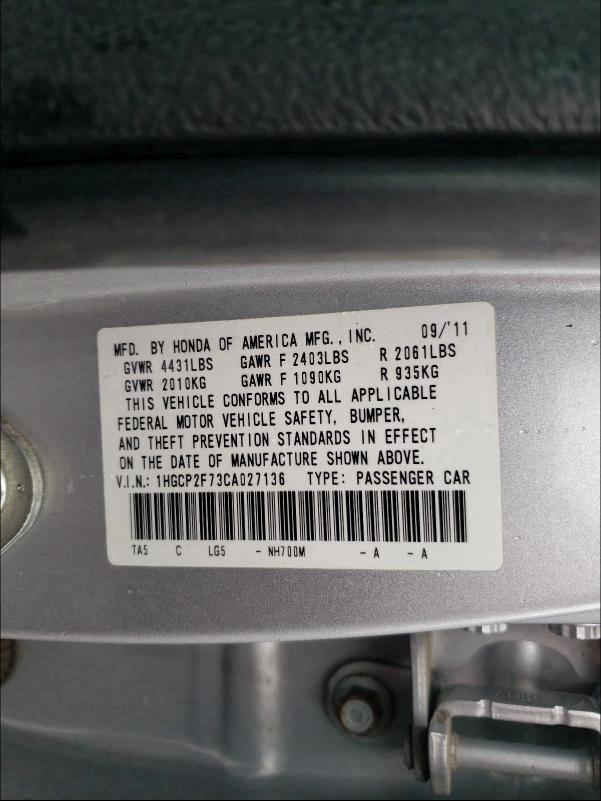 MFD. BY HONDA OF AMERICA MFG., INC. 09/'11
GVWR 4431LBS GAWR F 2403LBS R 2061LBS
GVWR 2010KG GAWR F 1090KG R 935KG
THIS VEHICLE CONFORMS TO ALL APPLICABLE
FEDERAL MOTOR VEHICLE SAFETY, BUMPER,
AND THEFT PREVENTION STANDARDS IN EFFECT
ON THE DATE OF MANUFACTURE SHOWN ABOVE.
V.I.N.: 1HGCP2F73CA027136 TYPE: PASSENGER CAR
TA5 C LG5 - NH700M - A - A